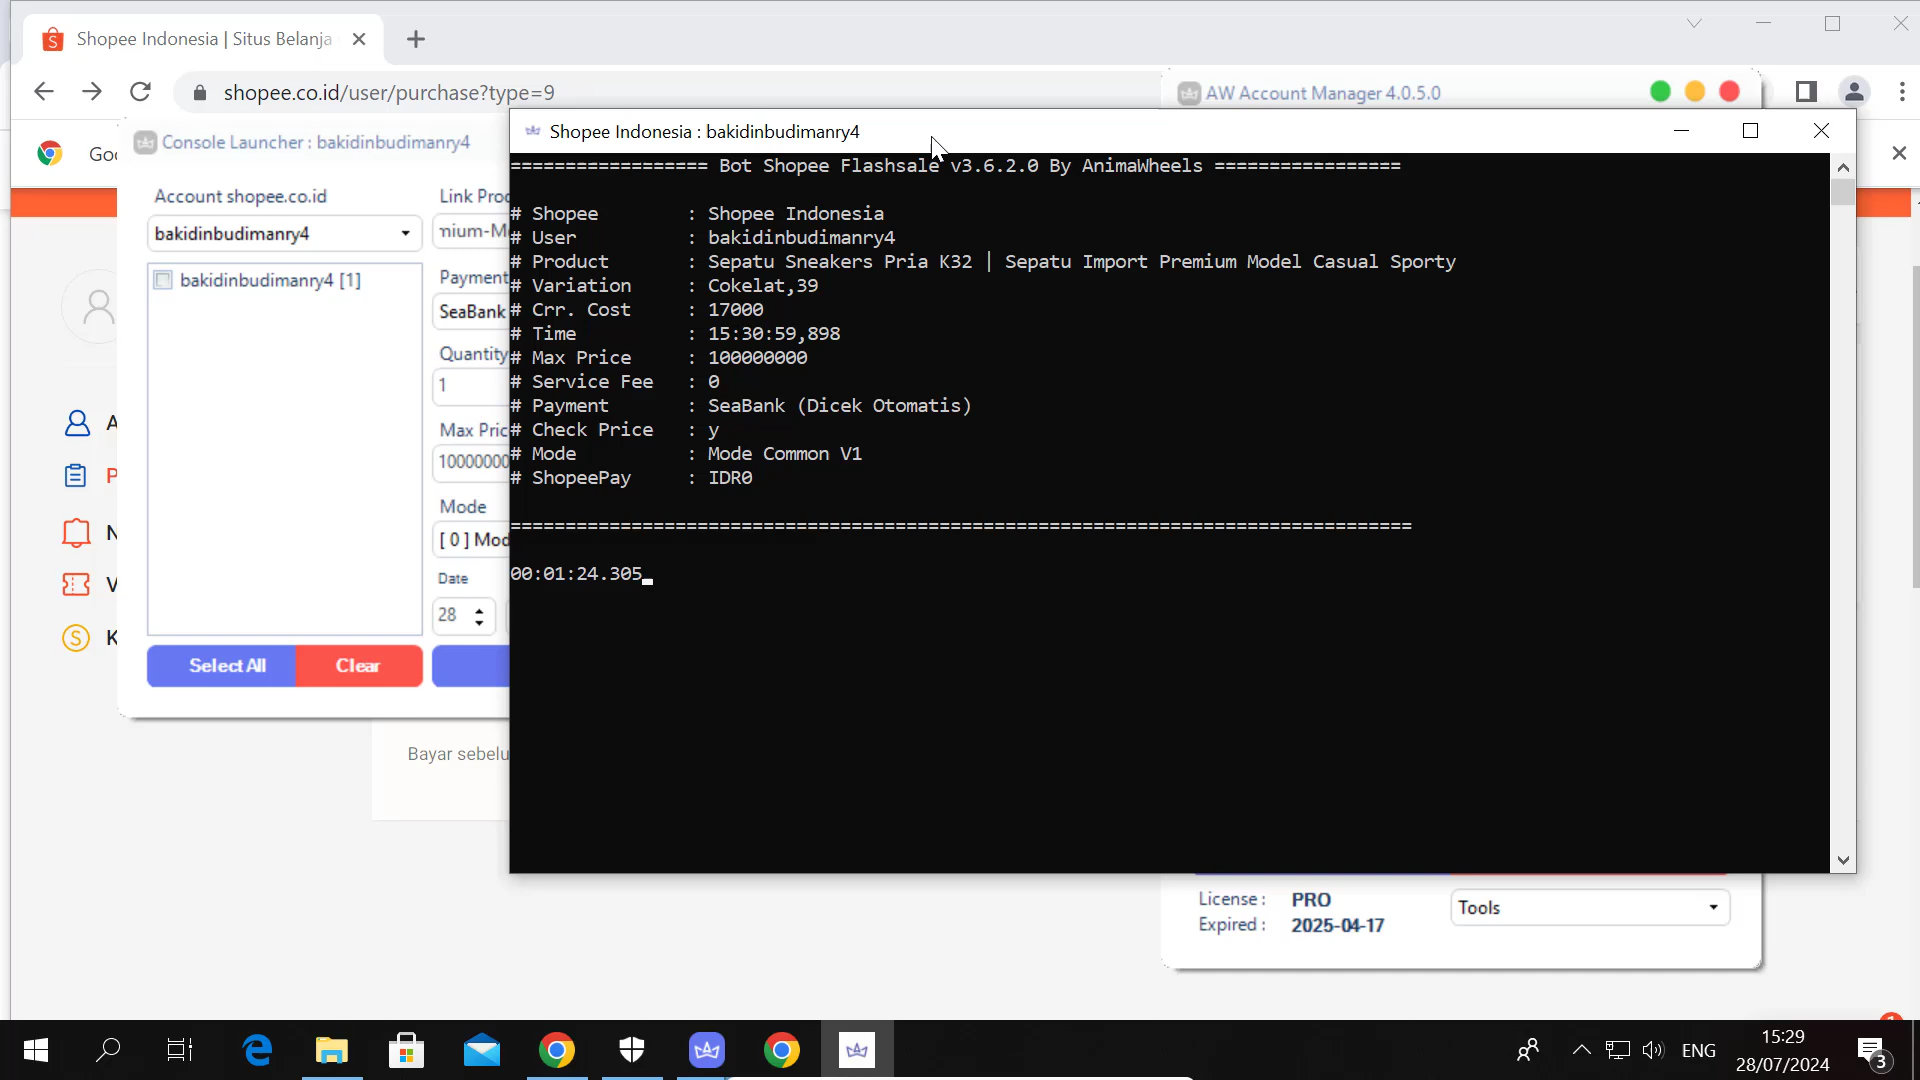 Shopee Indonesia | Situs Belanja
shopee.co.id/user/purchase?type=9
AW Account Manager 4.0.5.0
Console Launcher : bakidinbudimanry4
Shopee Indonesia : bakidinbudimanry4
Account shopee.co.id
bakidinbudimanry4
bakidinbudimanry4 [1]
Select All
Clear
Payment
SeaBank
Quantity
1
10000000
Mode
[ 0 ]
Date
28
================== Bot Shopee Flashsale v3.6.2.0 By AnimaWheels =================
# Shopee : Shopee Indonesia
# User : bakidinbudimanry4
# Product : Sepatu Sneakers Pria K32 | Sepatu Import Premium Model Casual Sporty
# Variation : Cokelat,39
# Crr. Cost : 17000
# Time : 15:30:59,898
# Max Price : 100000000
# Service Fee : 0
# Payment : SeaBank (Dicek Otomatis)
# Check Price : y
# Mode : Mode Common V1
# ShopeePay : IDR0
==================================================================================
00:01:24.305
Bayar
License : PRO
Expired : 2025-04-17
Tools
ENG
15:29
28/07/2024
3